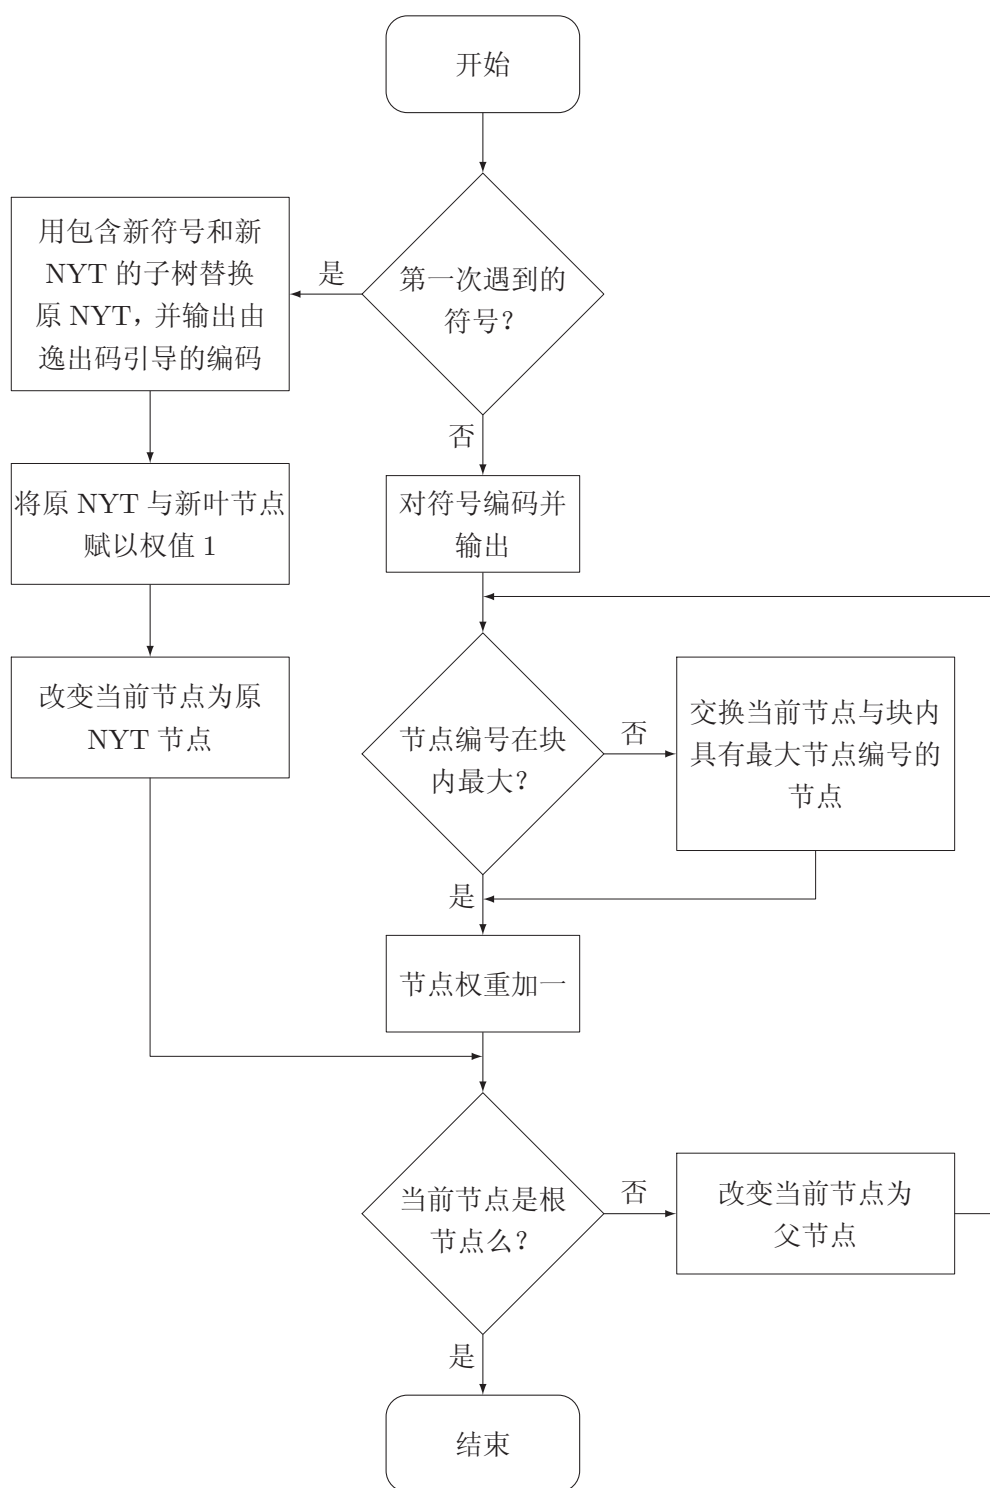 开始
第一次遇到的
符号？
是
用包含新符号和新
NYT 的子树替换
原 NYT，并输出由
逸出码引导的编码
将原 NYT 与新叶节点
赋以权值 1
改变当前节点为原
NYT 节点
否
对符号编码并
输出
节点编号在块
内最大？
否
交换当前节点与块内
具有最大节点编号的
节点
是
节点权重加一
当前节点是根
节点么？
否
改变当前节点为
父节点
是
结束